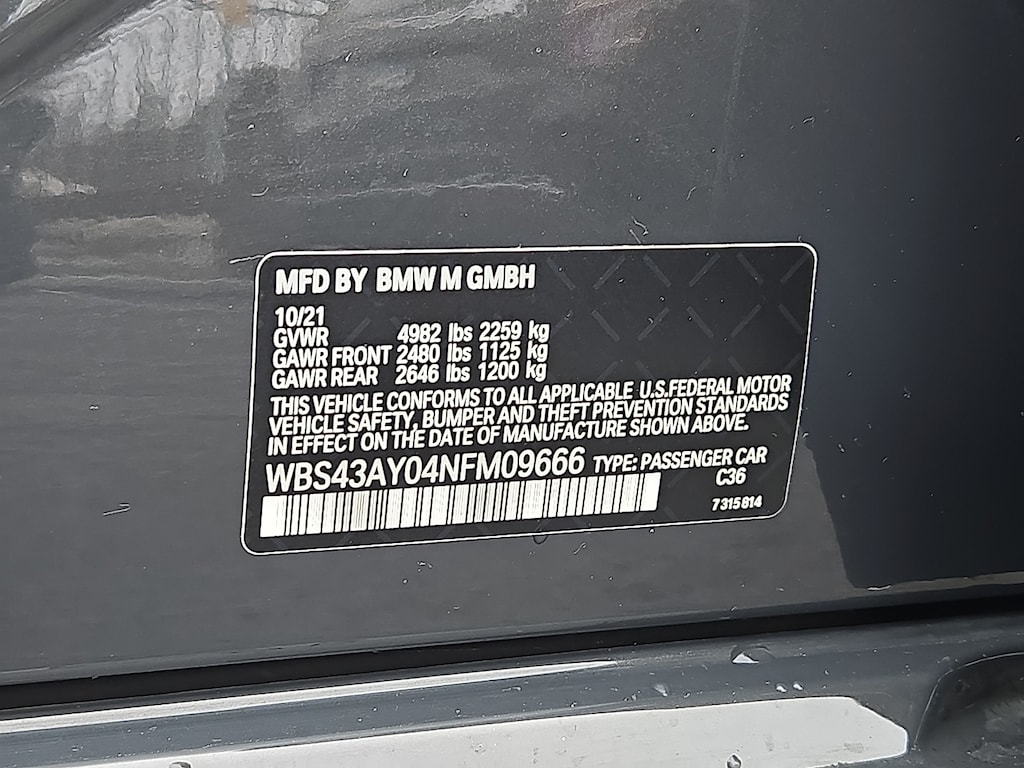 MFD BY BMW M GMBH
10/21
GVWR 4982 lbs 2259 kg
GAWR FRONT 2480 lbs 1125 kg
GAWR REAR 2646 lbs 1200 kg
THIS VEHICLE CONFORMS TO ALL APPLICABLE U.S.FEDERAL MOTOR
VEHICLE SAFETY, BUMPER AND THEFT PREVENTION STANDARDS
IN EFFECT ON THE DATE OF MANUFACTURE SHOWN ABOVE.
WBS43AY04NFM09666 TYPE: PASSENGER CAR
C36
7315814